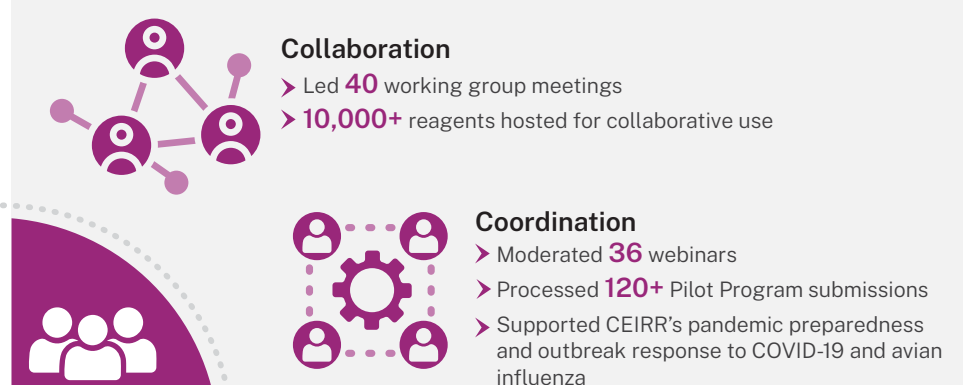 Collaboration
Led 40 working group meetings
10,000+ reagents hosted for collaborative use
Coordination
Moderated 36 webinars
Processed 120+ Pilot Program submissions
Supported CEIRR's pandemic preparedness
and outbreak response to COVID-19 and avian
influenza